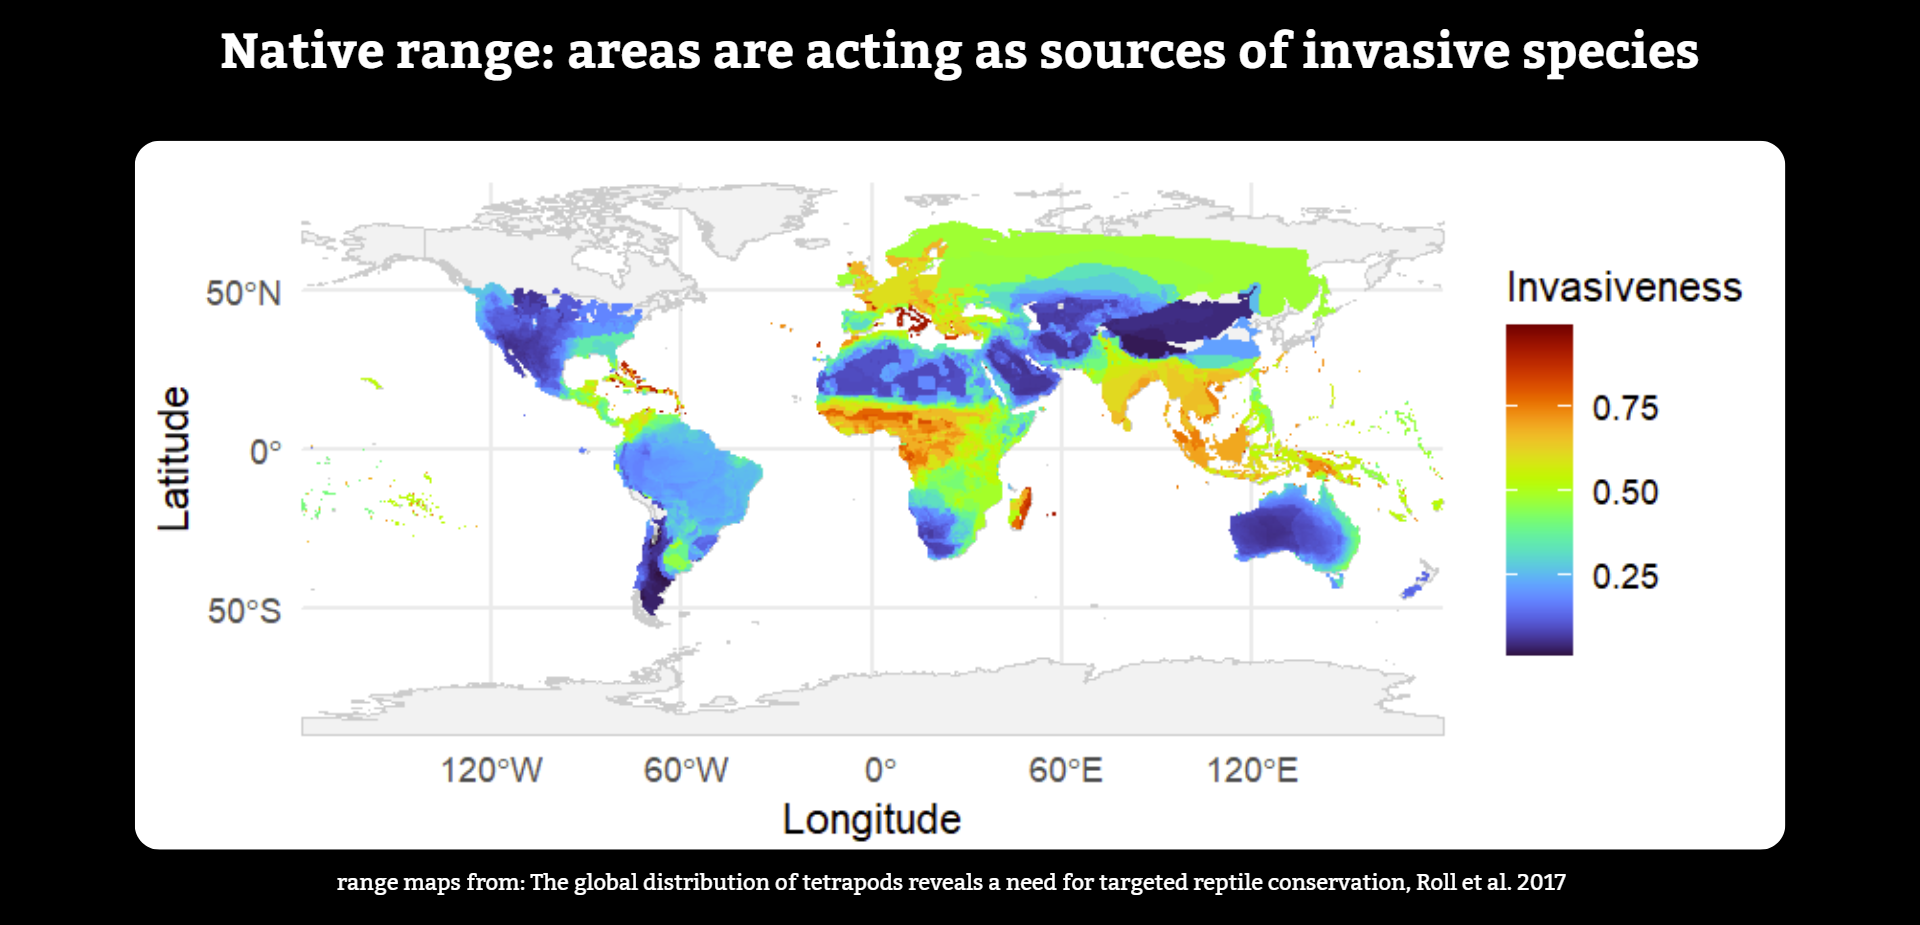 Native range: areas are acting as sources of invasive species
Invasiveness
0.75
0.50
0.25
Latitude
50°N
0°
50°S
120°W 60°W 0° 60°E 120°E
Longitude
range maps from: The global distribution of tetrapods reveals a need for targeted reptile conservation, Roll et al. 2017